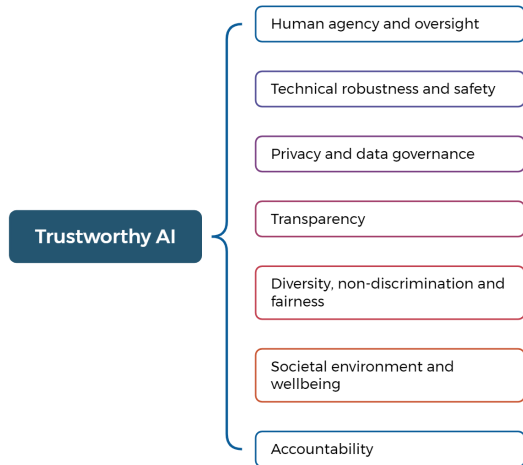 Human agency and oversight
Technical robustness and safety
Privacy and data governance
Trustworthy AI
Transparency
Diversity, non-discrimination and
fairness
Societal environment and
wellbeing
Accountability